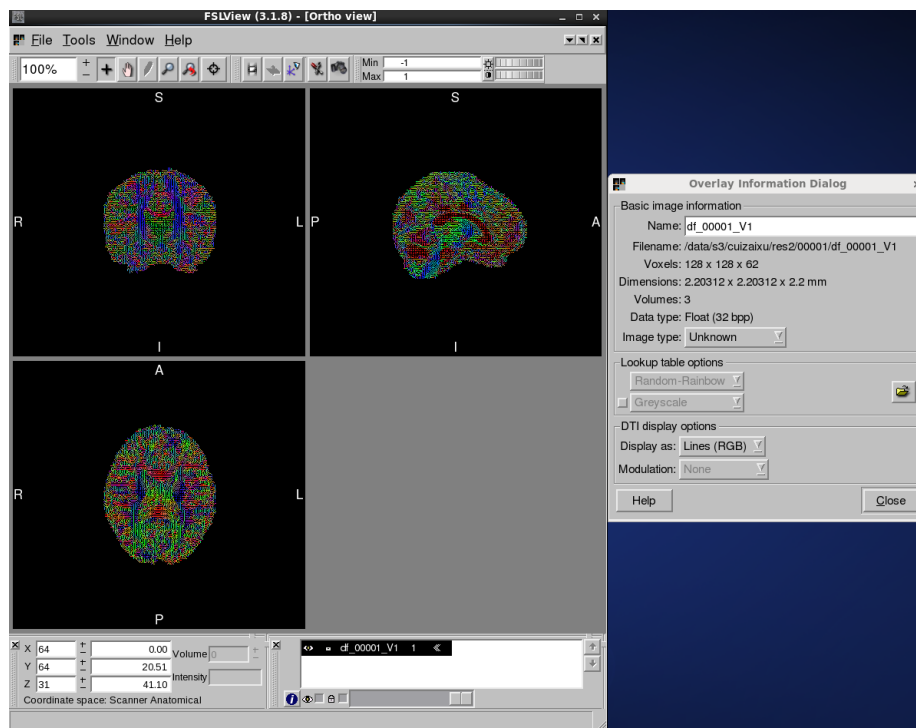 FSLView (3.1.8) - [Ortho view]
File Tools Window Help
100%
Min -1
Max 1
S
R
L
I
S
P
A
I
A
R
L
P
X 64 0.00
Y 64 20.51
Z 31 41.10
Volume 0
Intensity
Coordinate space: Scanner Anatomical
df_00001_V1 1
Overlay Information Dialog
Basic image information
Name: df_00001_V1
Filename: /data/s3/cuizaixu/res2/00001/df_00001_V1
Voxels: 128 x 128 x 62
Dimensions: 2.20312 x 2.20312 x 2.2 mm
Volumes: 3
Data type: Float (32 bpp)
Image type: Unknown
Lookup table options
Random-Rainbow
Greyscale
DTI display options
Display as: Lines (RGB)
Modulation: None
Help
Close